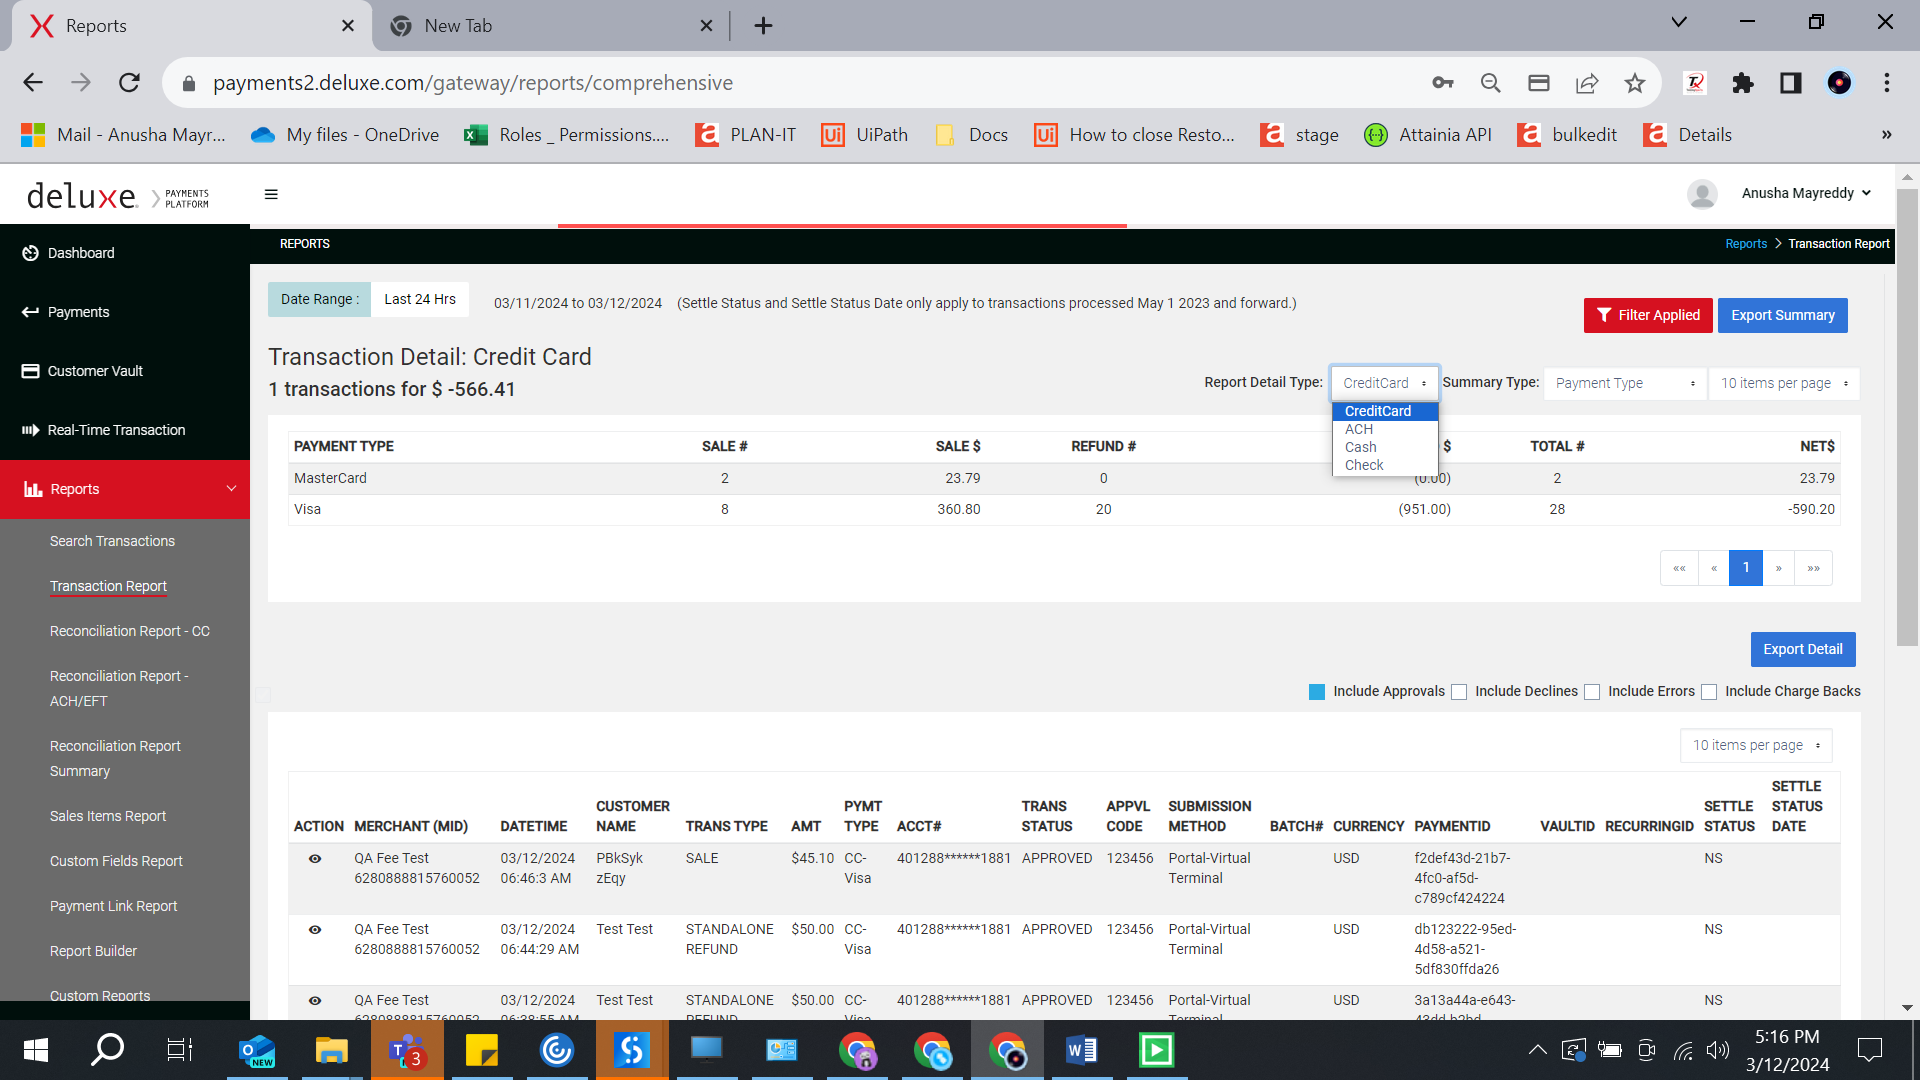 Reports
New Tab
payments2.deluxe.com/gateway/reports/comprehensive
Mail - Anusha Mayr...
My files - OneDrive
Roles _ Permissions....
PLAN-IT
UiPath
Docs
How to close Resto...
stage
Attainia API
bulkedit
Details
»
deluxe.
PAYMENTS
PLATFORM
Anusha Mayreddy
REPORTS
Reports > Transaction Report
Dashboard
Payments
Customer Vault
Real-Time Transaction
Reports
Search Transactions
Transaction Report
Reconciliation Report - CC
Reconciliation Report -
ACH/EFT
Reconciliation Report
Summary
Sales Items Report
Custom Fields Report
Payment Link Report
Report Builder
Custom Reports
Date Range :
Last 24 Hrs
03/11/2024 to 03/12/2024
(Settle Status and Settle Status Date only apply to transactions processed May 1 2023 and forward.)
Filter Applied
Export Summary
Transaction Detail: Credit Card
1 transactions for $ -566.41
Report Detail Type:
CreditCard
Summary Type:
Payment Type
10 items per page
CreditCard
ACH
Cash
Check
PAYMENT TYPE SALE # SALE $ REFUND # $ TOTAL # NET$
MasterCard 2 23.79 0 (0.00) 2 23.79
Visa 8 360.80 20 (951.00) 28 -590.20
«« « 1 » »»
Export Detail
Include Approvals
Include Declines
Include Errors
Include Charge Backs
10 items per page
ACTION MERCHANT (MID) DATETIME CUSTOMER NAME TRANS TYPE AMT PYMT TYPE ACCT# TRANS STATUS APPVL CODE SUBMISSION METHOD BATCH# CURRENCY PAYMENTID VAULTID RECURRINGID SETTLE STATUS SETTLE STATUS DATE
QA Fee Test 03/12/2024 PBkSyk SALE $45.10 CC- 401288******1881 APPROVED 123456 Portal-Virtual USD f2def43d-21b7- NS
6280888815760052 06:46:3 AM zEqy Visa Terminal 4fc0-af5d-
c789cf424224
QA Fee Test 03/12/2024 Test Test STANDALONE $50.00 CC- 401288******1881 APPROVED 123456 Portal-Virtual USD db123222-95ed- NS
6280888815760052 06:44:29 AM REFUND Visa Terminal 4d58-a521-
5df830ffda26
QA Fee Test 03/12/2024 Test Test STANDALONE $50.00 CC- 401288******1881 APPROVED 123456 Portal-Virtual USD 3a13a44a-e643- NS
6280888815760052 06:38:55 AM REFUND Visa Terminal 43dd-b2bd-
NEW
3
5:16 PM
3/12/2024